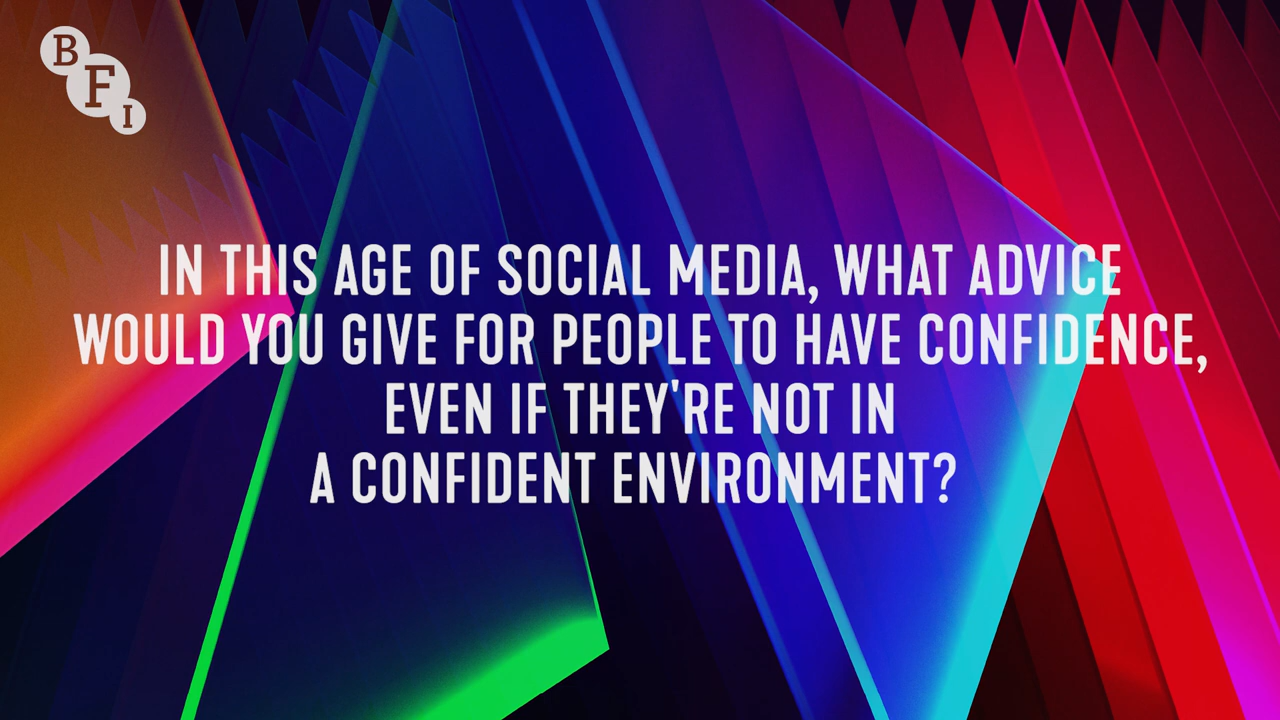 BFI
IN THIS AGE OF SOCIAL MEDIA, WHAT ADVICE
WOULD YOU GIVE FOR PEOPLE TO HAVE CONFIDENCE,
EVEN IF THEY'RE NOT IN
A CONFIDENT ENVIRONMENT?